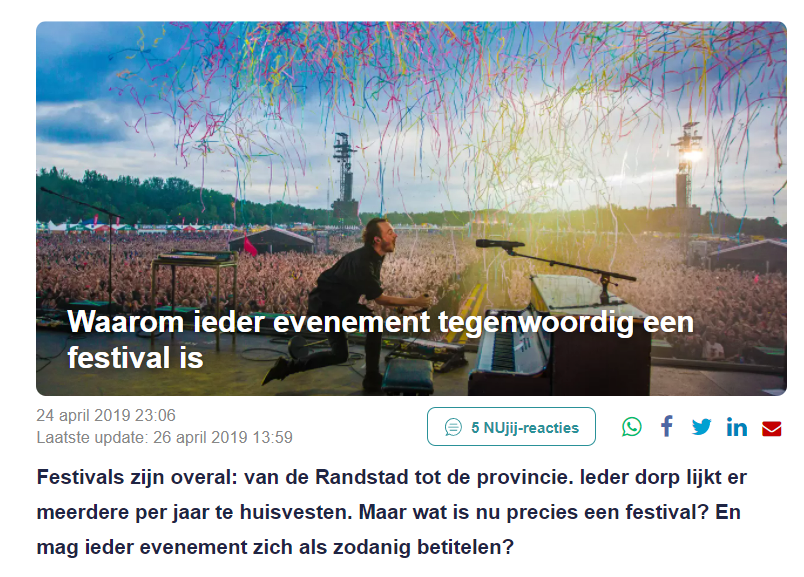 Waarom ieder evenement tegenwoordig een
festival is
24 april 2019 23:06
Laatste update: 26 april 2019 13:59
5 NUjij-reacties
Festivals zijn overal: van de Randstad tot de provincie. Ieder dorp lijkt er
meerdere per jaar te huisvesten. Maar wat is nu precies een festival? En
mag ieder evenement zich als zodanig betitelen?